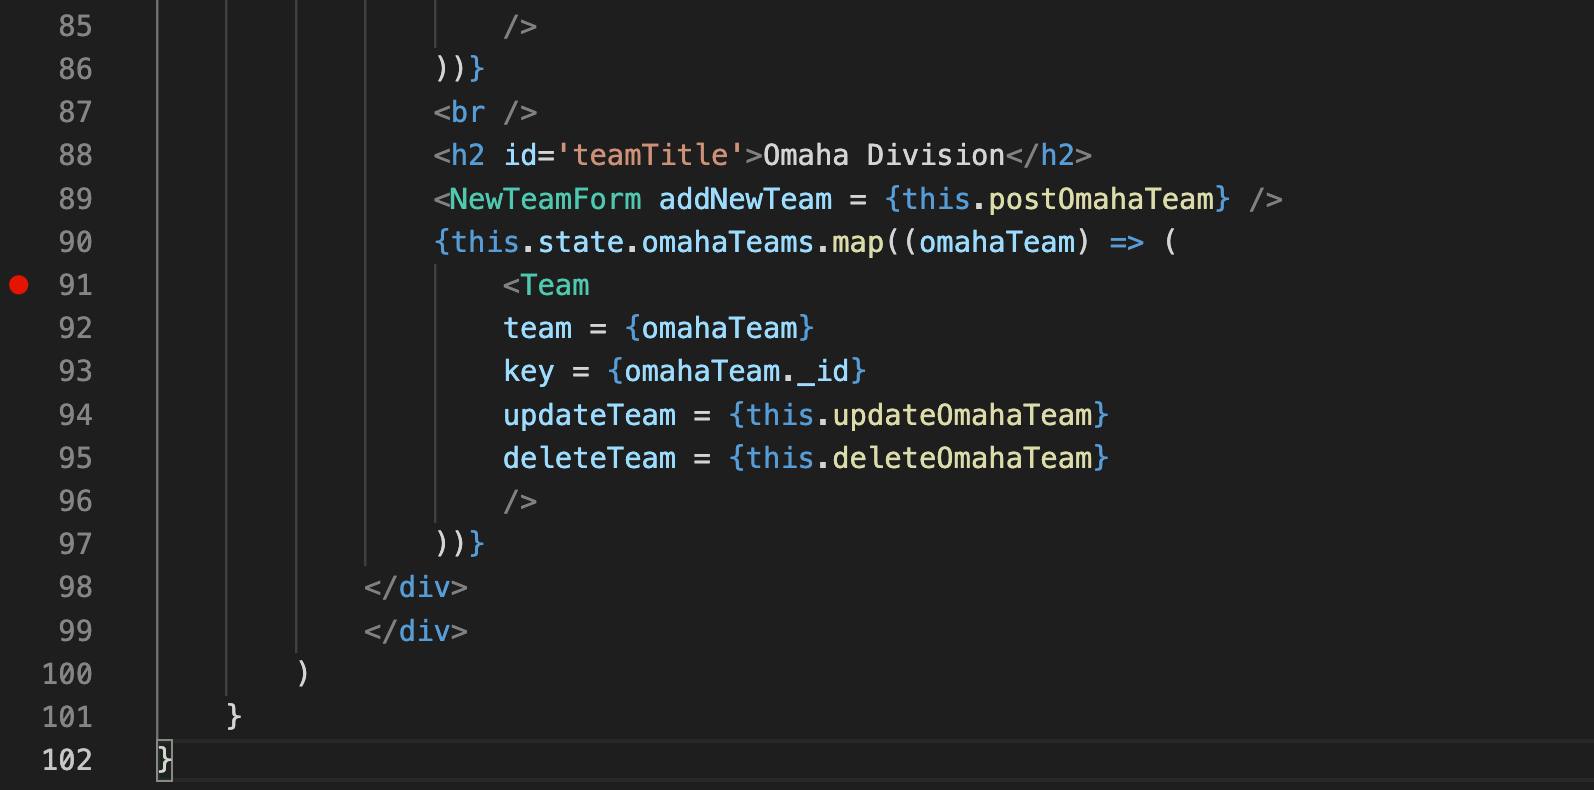 85                         />
86                     ))}
87                     <br />
88                     <h2 id='teamTitle'>Omaha Division</h2>
89                     <NewTeamForm addNewTeam = {this.postOmahaTeam} />
90                     {this.state.omahaTeams.map((omahaTeam) => (
91                         <Team
92                         team = {omahaTeam}
93                         key = {omahaTeam._id}
94                         updateTeam = {this.updateOmahaTeam}
95                         deleteTeam = {this.deleteOmahaTeam}
96                         />
97                     ))}
98                 </div>
99                 </div>
100             )
101         }
102     }